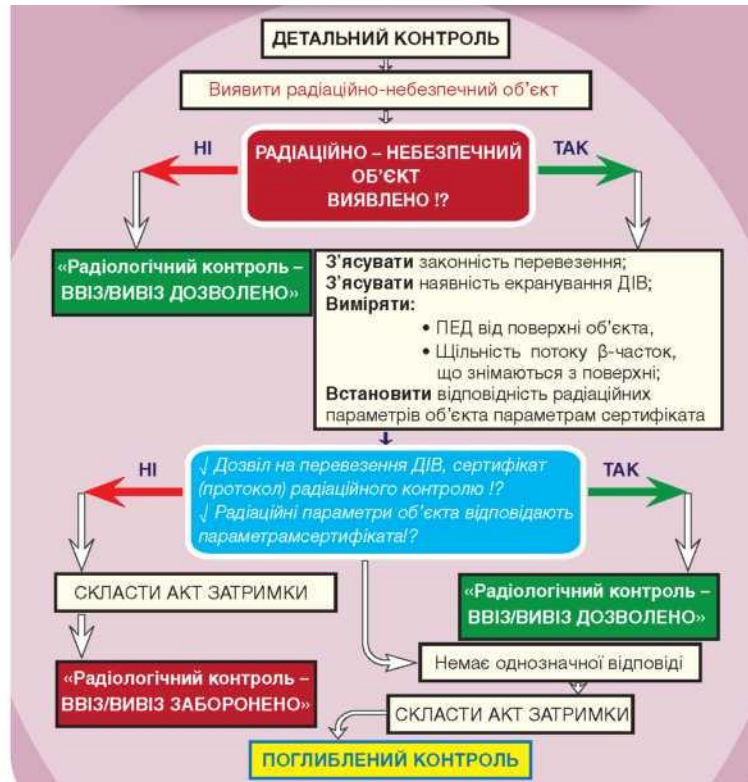 ДЕТАЛЬНИЙ КОНТРОЛЬ
Виявити радіаційно-небезпечний об’єкт
НІ
РАДІАЦІЙНО – НЕБЕЗПЕЧНИЙ
ОБ’ЄКТ
ВИЯВЛЕНО !?
ТАК
«Радіологічний контроль –
ВВІЗ/ВИВІЗ ДОЗВОЛЕНО»
З’ясувати законність перевезення;
З’ясувати наявність екранування ДІВ;
Виміряти:
• ПЕД від поверхні об’єкта,
• Щільність потоку β-часток,
що знімаються з поверхні;
Встановити відповідність радіаційних
параметрів об’єкта параметрам сертифіката
НІ
√ Дозвіл на перевезення ДІВ, сертифікат
(протокол) радіаційного контролю !?
√ Радіаційні параметри об’єкта відповідають
параметрамсертифіката!?
ТАК
СКЛАСТИ АКТ ЗАТРИМКИ
«Радіологічний контроль –
ВВІЗ/ВИВІЗ ДОЗВОЛЕНО»
«Радіологічний контроль –
ВВІЗ/ВИВІЗ ЗАБОРОНЕНО»
Немає однозначної відповіді
СКЛАСТИ АКТ ЗАТРИМКИ
ПОГЛИБЛЕНИЙ КОНТРОЛЬ